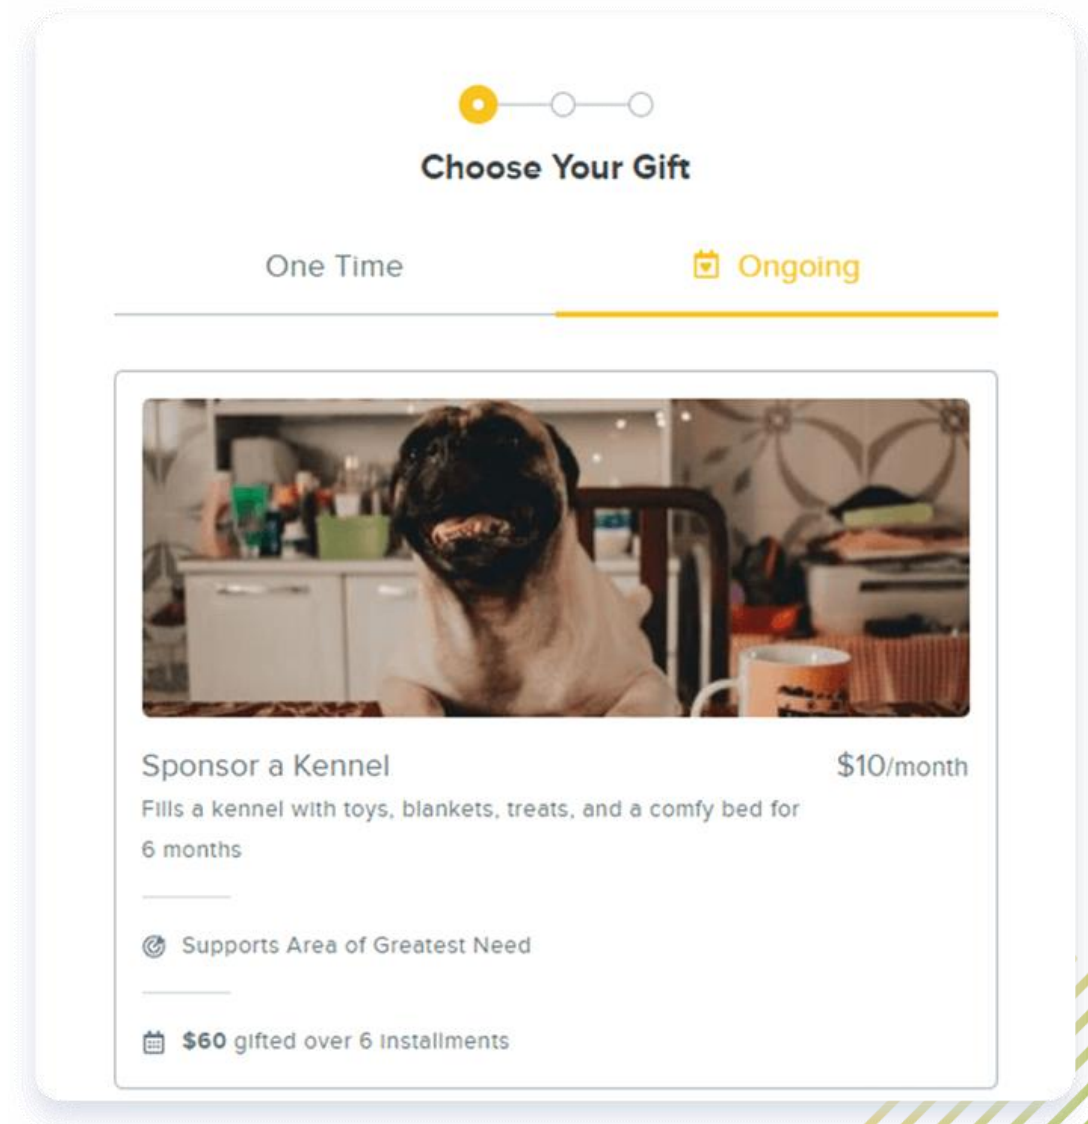 Choose Your Gift
One Time
Ongoing
Sponsor a Kennel
$10/month
Fills a kennel with toys, blankets, treats, and a comfy bed for
6 months
Supports Area of Greatest Need
$60 gifted over 6 installments